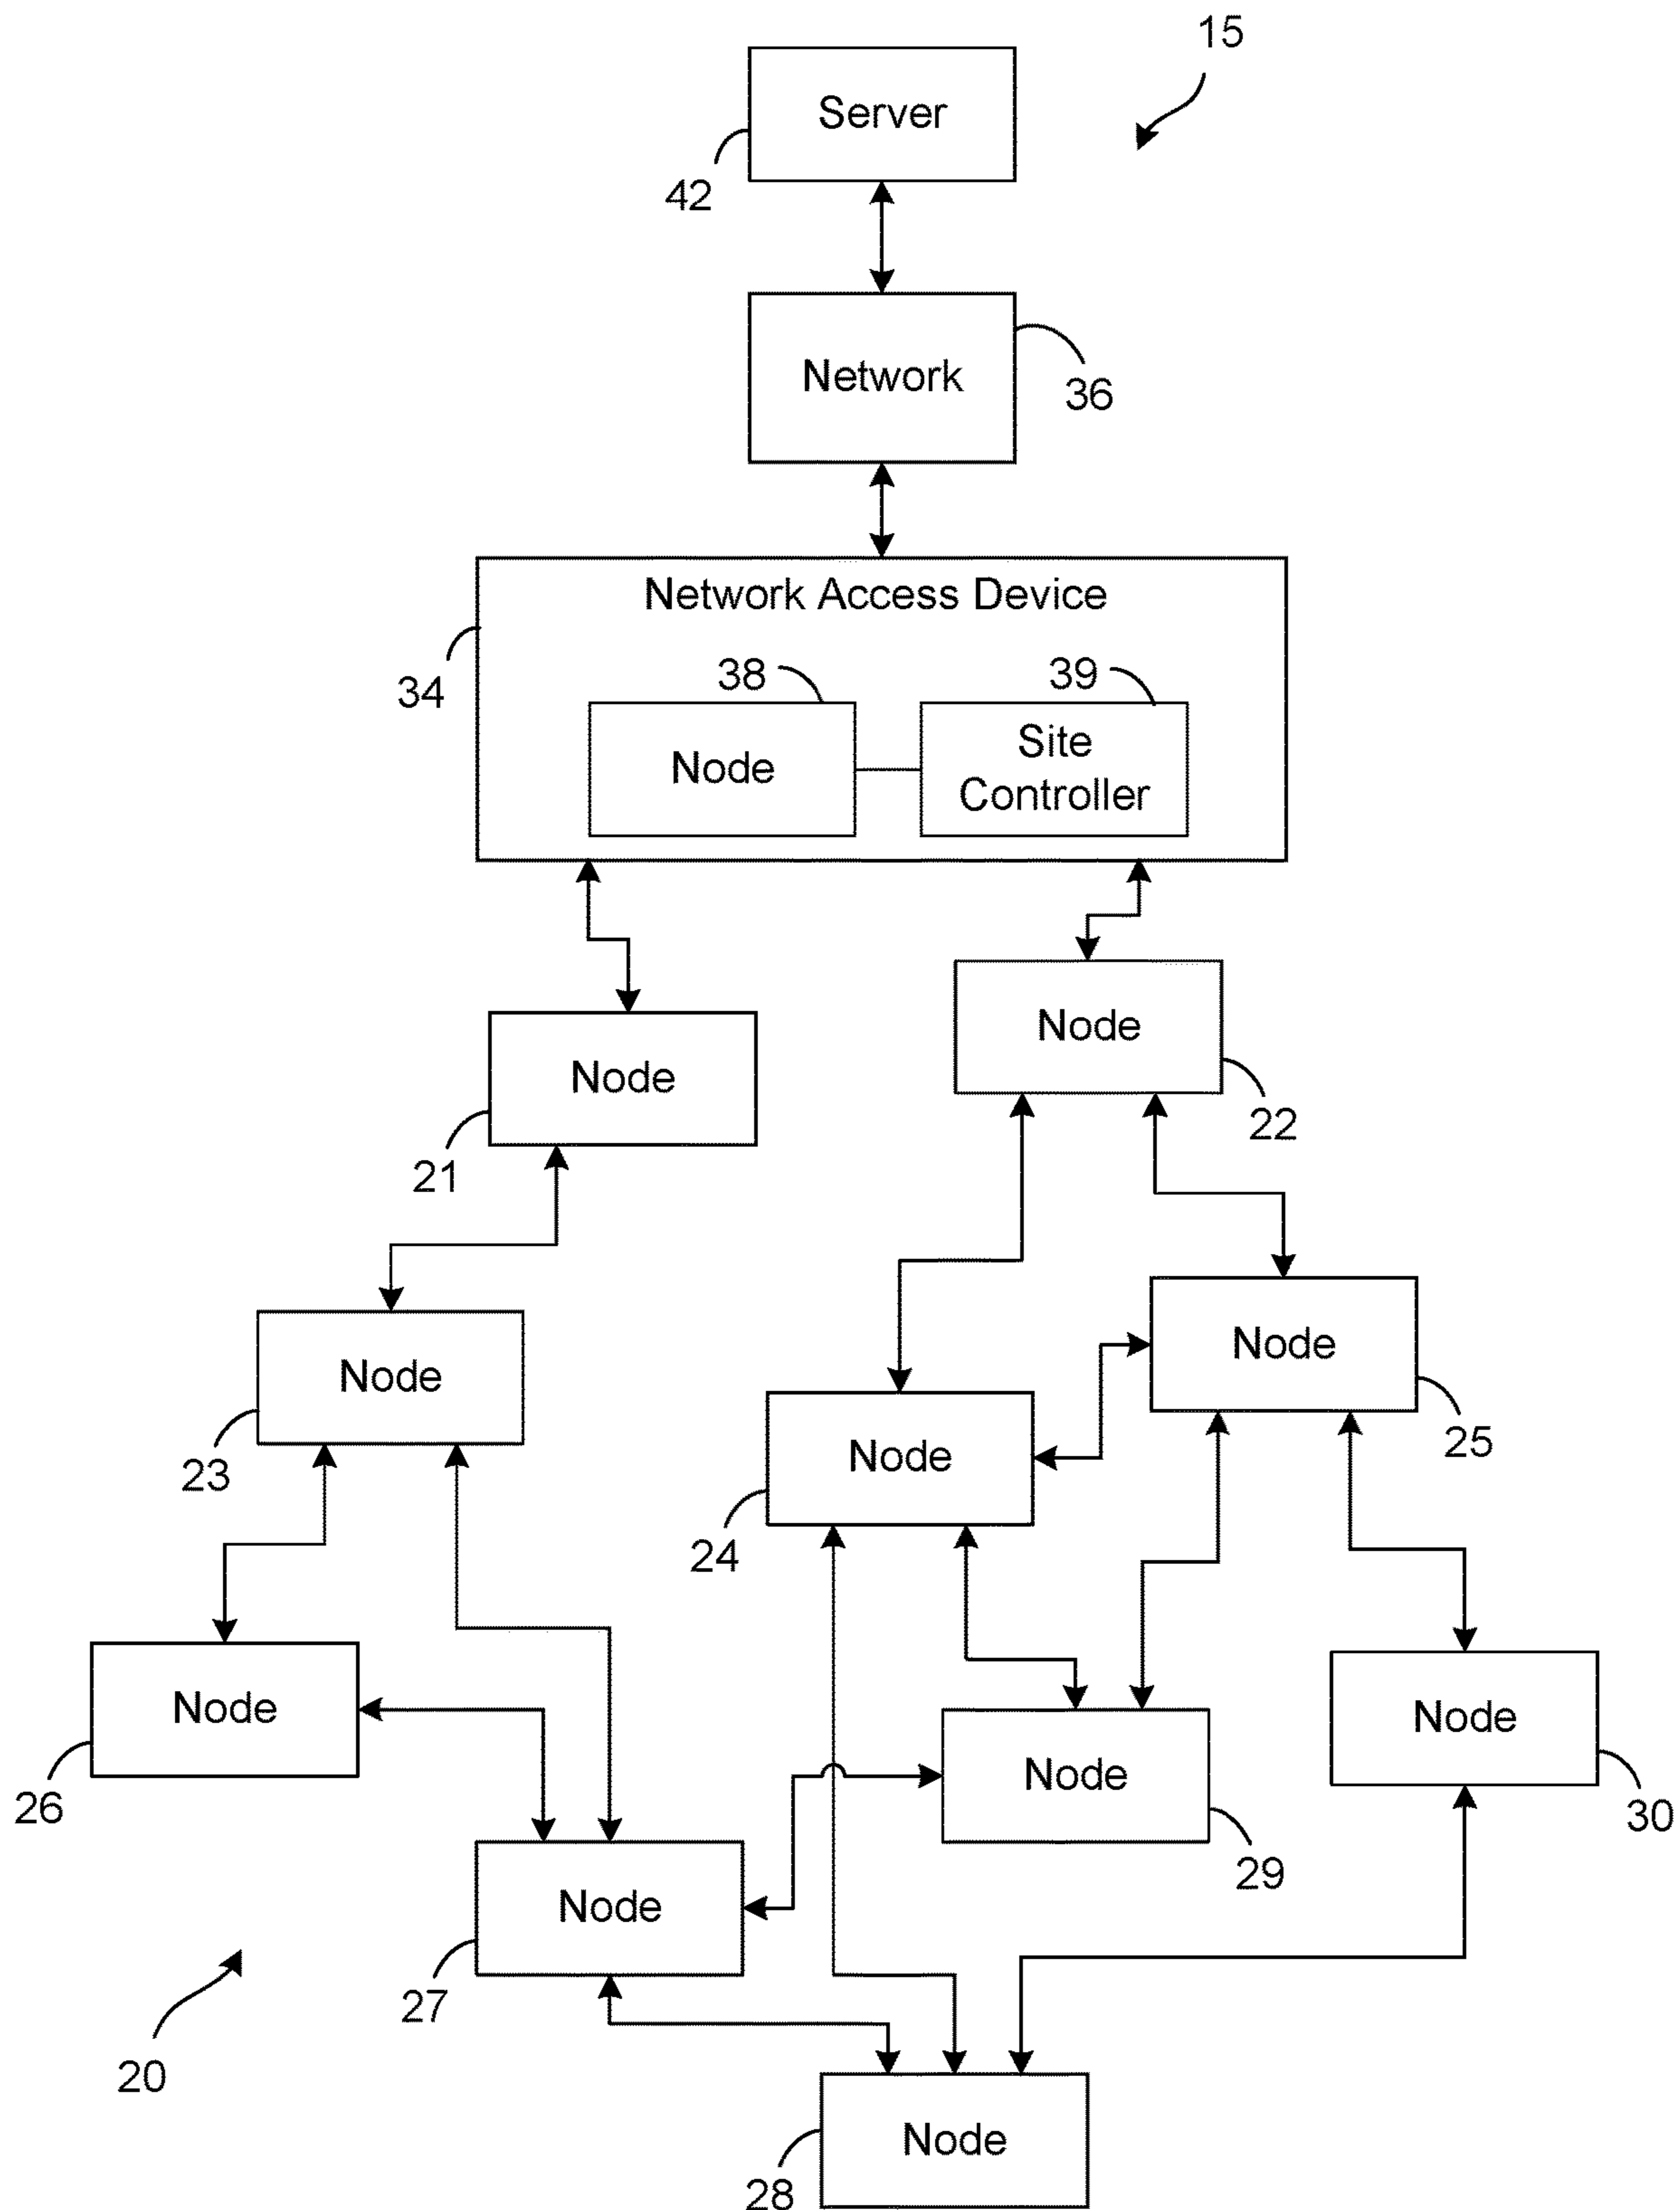 15
Server
42
Network
36
Network Access Device
34
38
39
Node
Site
Controller
Node
22
Node
21
Node
25
Node
23
Node
24
Node
26
Node
30
Node
29
Node
27
20
Node
28